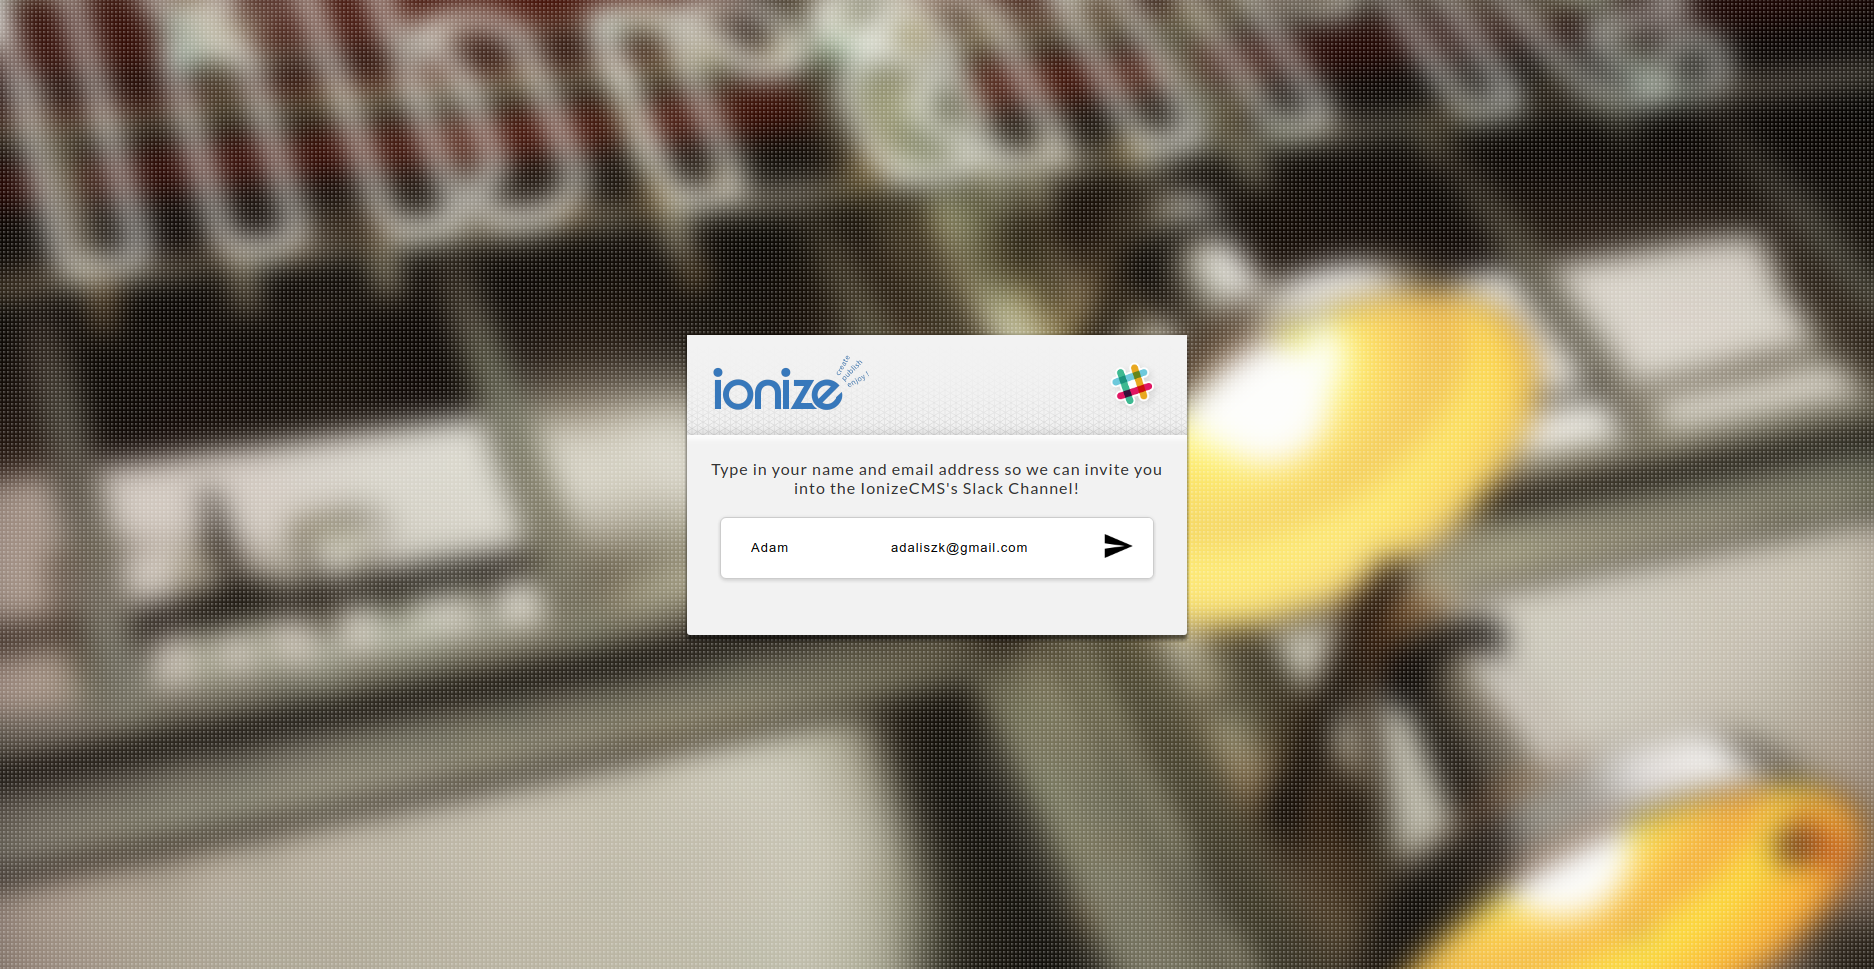 ionize
create
publish
enjoy !
Type in your name and email address so we can invite you
into the IonizeCMS's Slack Channel!
Adam adaliszk@gmail.com